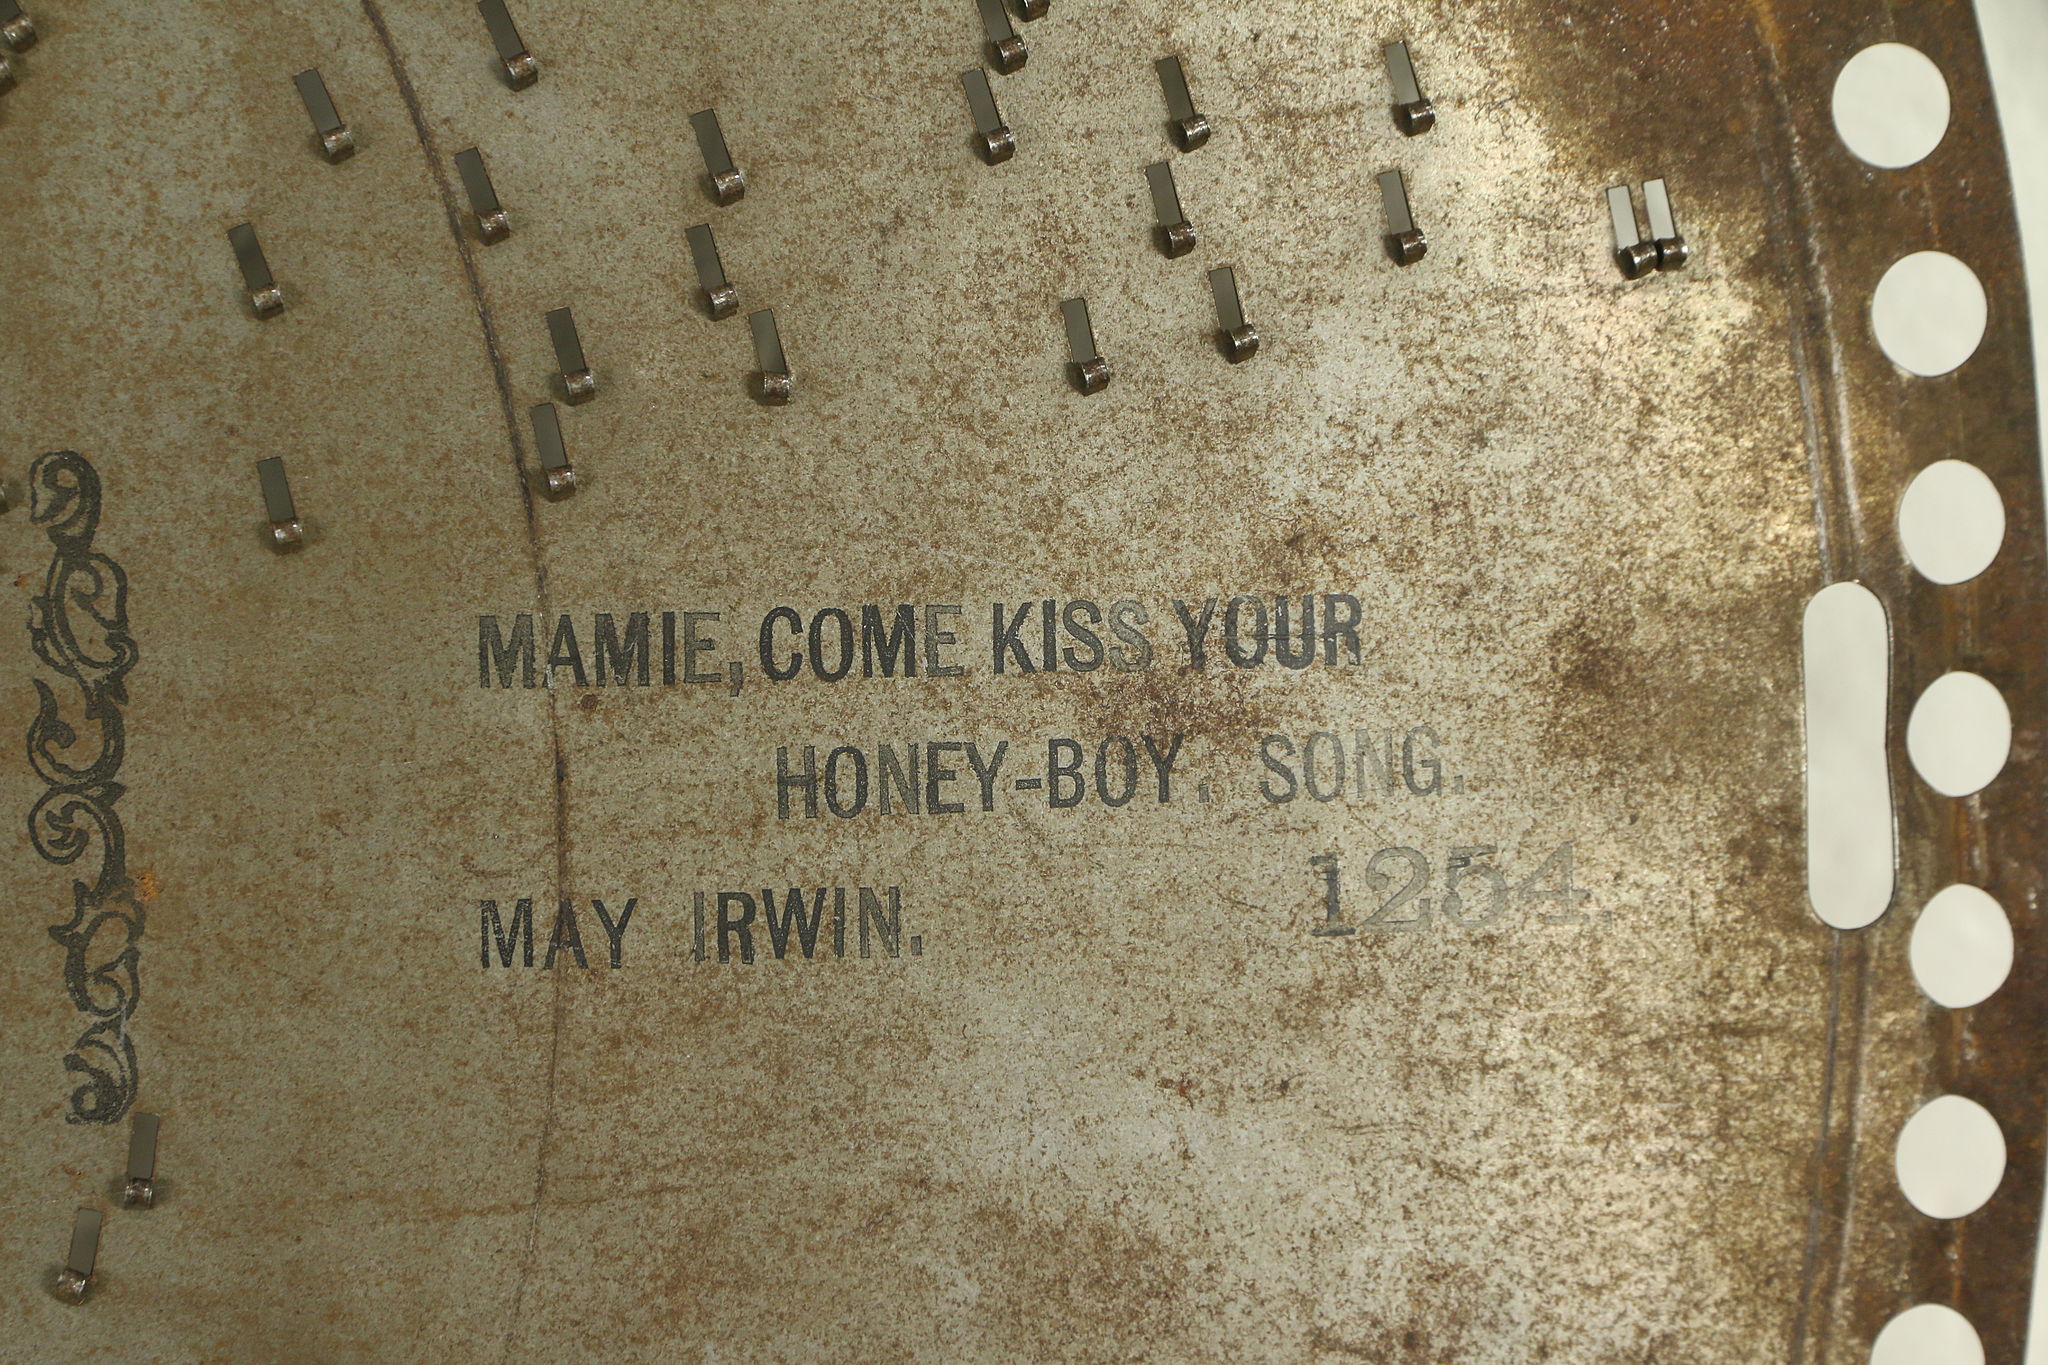 MAMIE, COME KISS YOUR
HONEY-BOY. SONG.
MAY IRWIN. 1254.